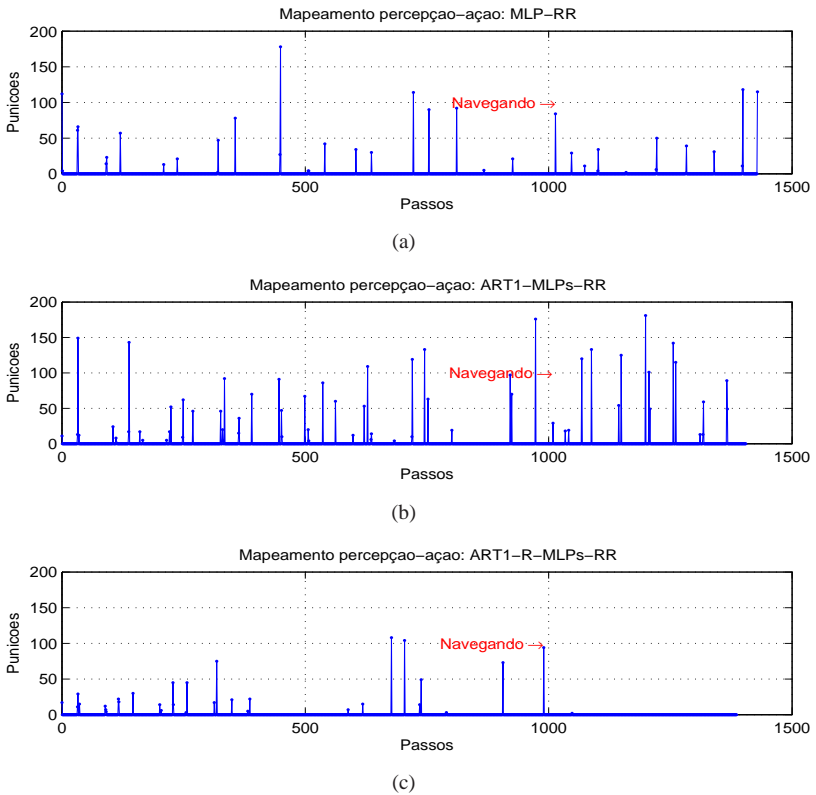 Mapeamento percepçao−açao: MLP−RR
200
150
100
50
0
Punicoes
Navegando →
0 500 1000 1500
Passos
(a)
Mapeamento percepçao−açao: ART1−MLPs−RR
200
150
100
50
0
Punicoes
Navegando →
0 500 1000 1500
Passos
(b)
Mapeamento percepçao−açao: ART1−R−MLPs−RR
200
150
100
50
0
Punicoes
Navegando →
0 500 1000 1500
Passos
(c)